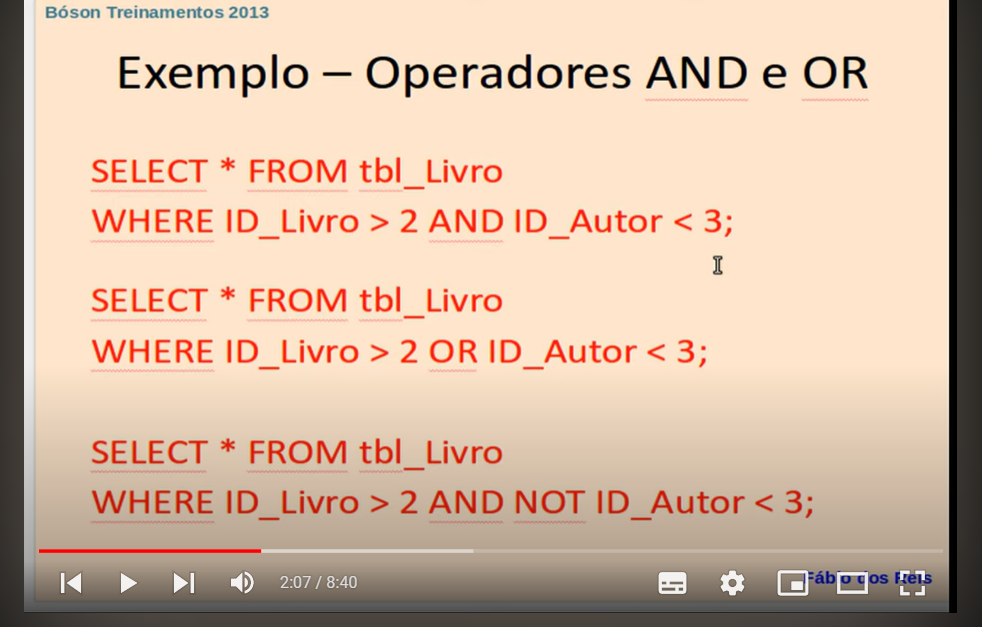 Bóson Treinamentos 2013
Exemplo – Operadores AND e OR
SELECT * FROM tbl_Livro
WHERE ID_Livro > 2 AND ID_Autor < 3;
SELECT * FROM tbl_Livro
WHERE ID_Livro > 2 OR ID_Autor < 3;
SELECT * FROM tbl_Livro
WHERE ID_Livro > 2 AND NOT ID_Autor < 3;
2:07 / 8:40
Fábio dos Reis